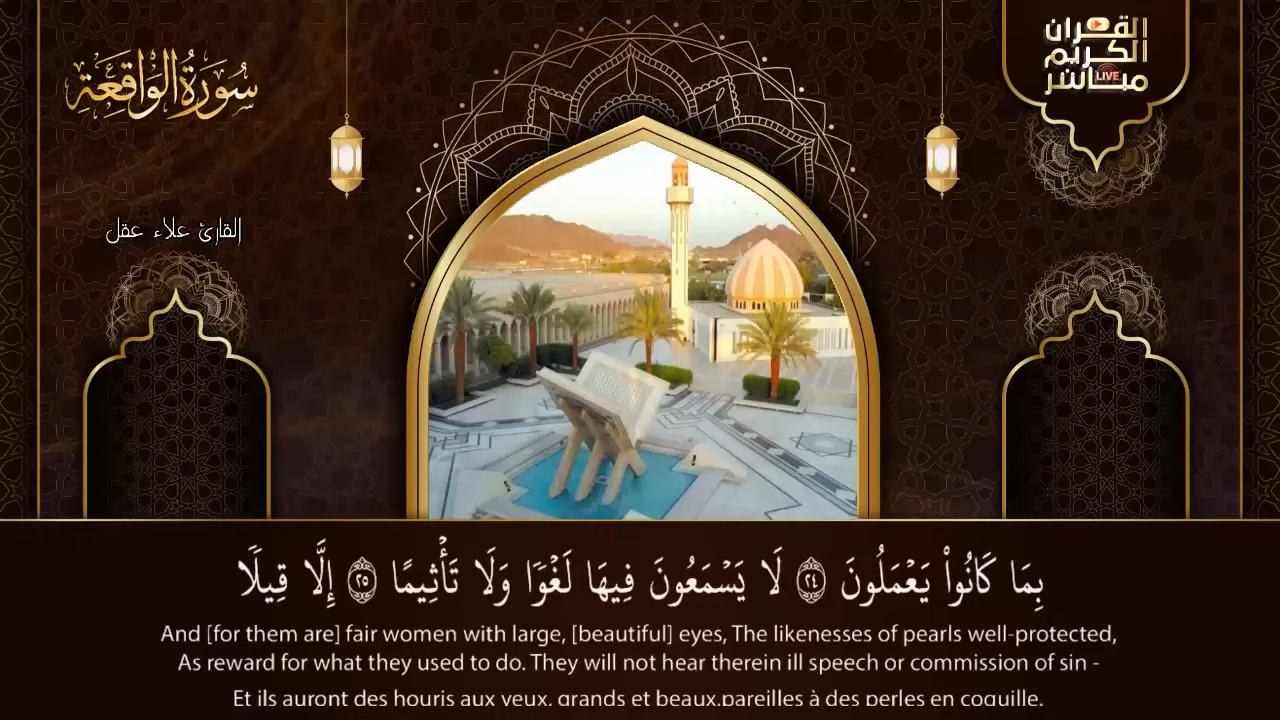 سُورَةُ الْوَاقِعَة
القرآن
الكريم
مباشر
LIVE
القارئ علاء عقل
بِمَا كَانُوا۟ يَعْمَلُونَ ٢٤ لَا يَسْمَعُونَ فِيهَا لَغْوًا وَلَا تَأْثِيمًا ٢٥ إِلَّا قِيلًا
And [for them are] fair women with large, [beautiful] eyes, The likenesses of pearls well-protected,
As reward for what they used to do. They will not hear therein ill speech or commission of sin -
Et ils auront des houris aux yeux, grands et beaux,pareilles à des perles en coquille.